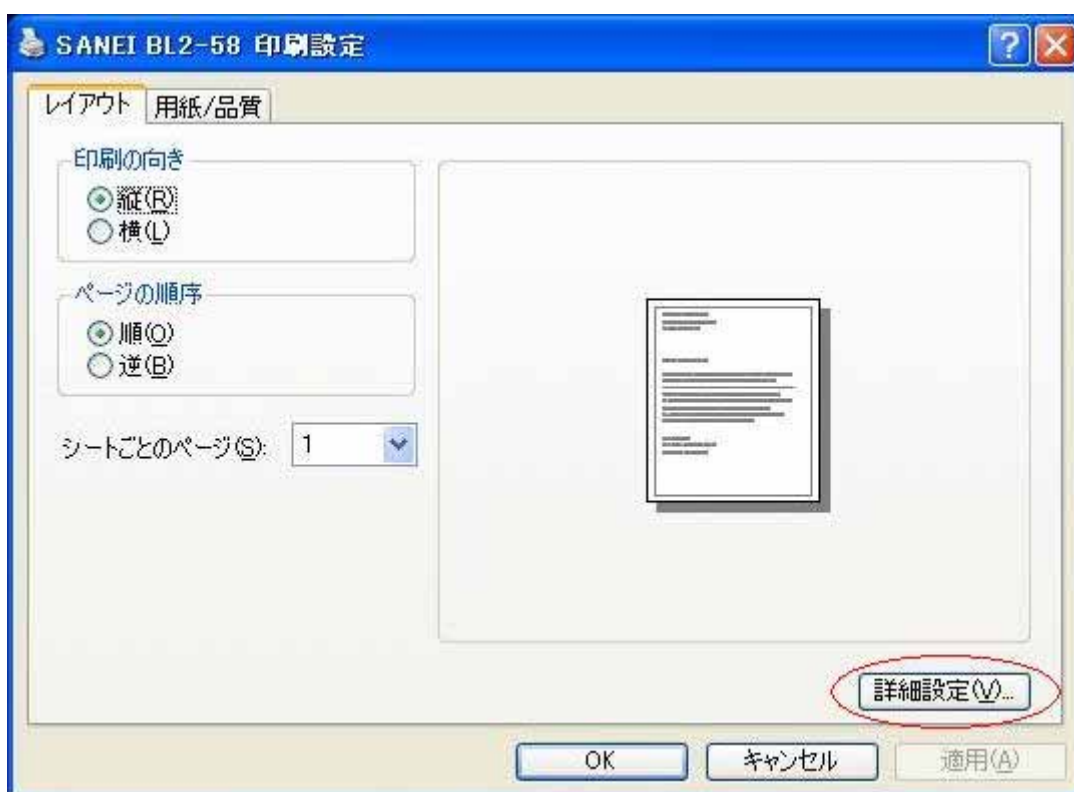 SANEI BL2-58 印刷設定
レイアウト 用紙/品質
印刷の向き
縦(R)
横(L)
ページの順序
順(O)
逆(B)
シートごとのページ(S): 1
詳細設定(V)...
OK キャンセル 適用(A)